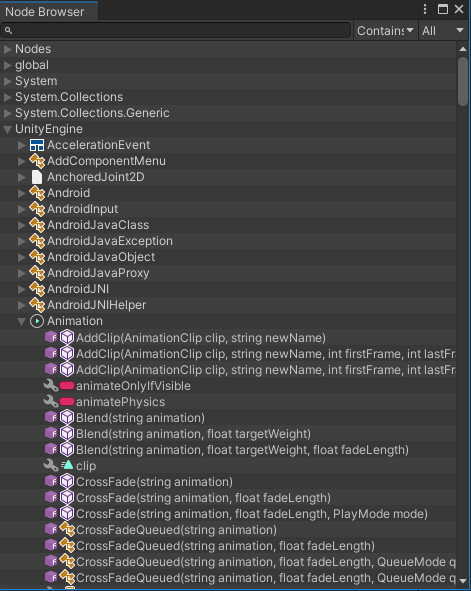 Node Browser
Contains All
Nodes
global
System
System.Collections
System.Collections.Generic
UnityEngine
AccelerationEvent
AddComponentMenu
AnchoredJoint2D
Android
AndroidInput
AndroidJavaClass
AndroidJavaException
AndroidJavaObject
AndroidJavaProxy
AndroidJNI
AndroidJNIHelper
Animation
AddClip(AnimationClip clip, string newName)
AddClip(AnimationClip clip, string newName, int firstFrame, int lastFr
AddClip(AnimationClip clip, string newName, int firstFrame, int lastFr
animateOnlyIfVisible
animatePhysics
Blend(string animation)
Blend(string animation, float targetWeight)
Blend(string animation, float targetWeight, float fadeLength)
clip
CrossFade(string animation)
CrossFade(string animation, float fadeLength)
CrossFade(string animation, float fadeLength, PlayMode mode)
CrossFadeQueued(string animation)
CrossFadeQueued(string animation, float fadeLength)
CrossFadeQueued(string animation, float fadeLength, QueueMode q
CrossFadeQueued(string animation, float fadeLength, QueueMode q